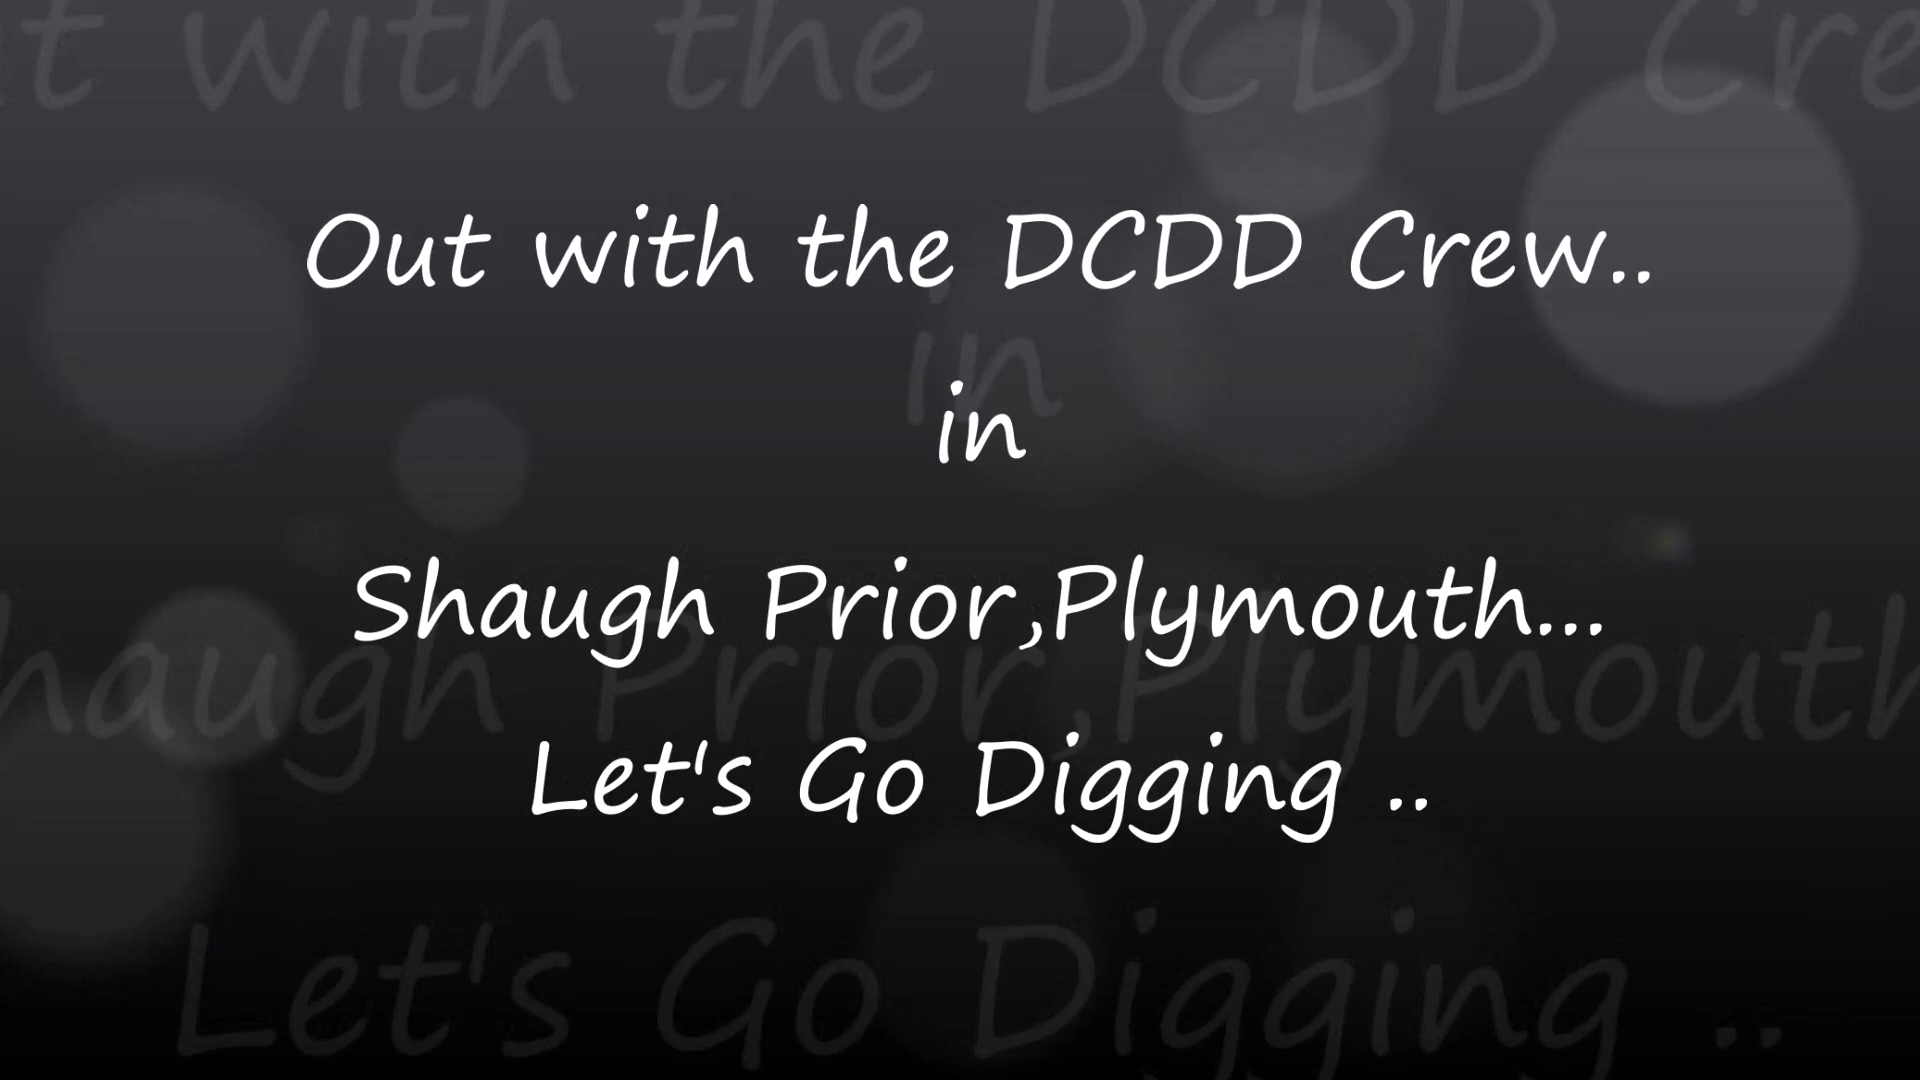 Out with the DCDD Crew..
in
Shaugh Prior,Plymouth...
Let's Go Digging ..